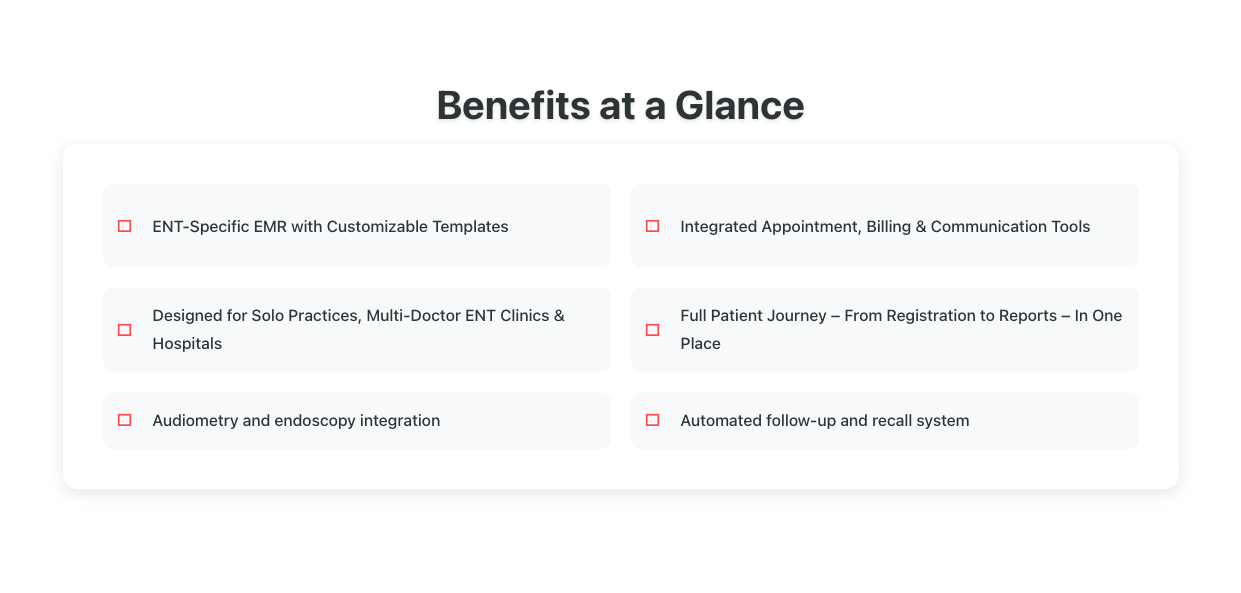 Benefits at a Glance
ENT-Specific EMR with Customizable Templates
Integrated Appointment, Billing & Communication Tools
Designed for Solo Practices, Multi-Doctor ENT Clinics &
Hospitals
Full Patient Journey – From Registration to Reports – In One
Place
Audiometry and endoscopy integration
Automated follow-up and recall system